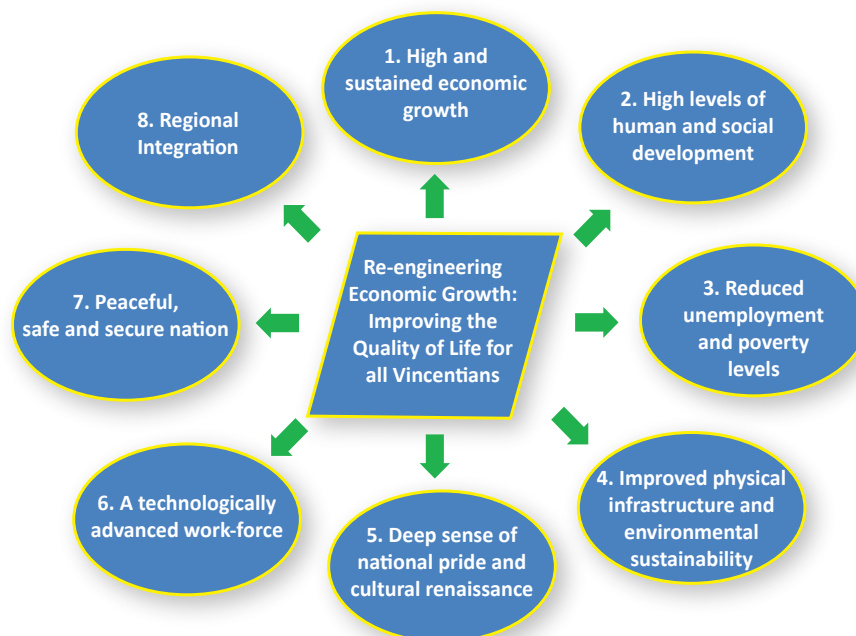 1. High and
sustained economic
growth
2. High levels of
human and social
development
3. Reduced
unemployment
and poverty
levels
4. Improved physical
infrastructure and
environmental
sustainability
5. Deep sense of
national pride and
cultural renaissance
6. A technologically
advanced work-force
7. Peaceful,
safe and secure nation
8. Regional
Integration
Re-engineering
Economic Growth:
Improving the
Quality of Life for
all Vincentians